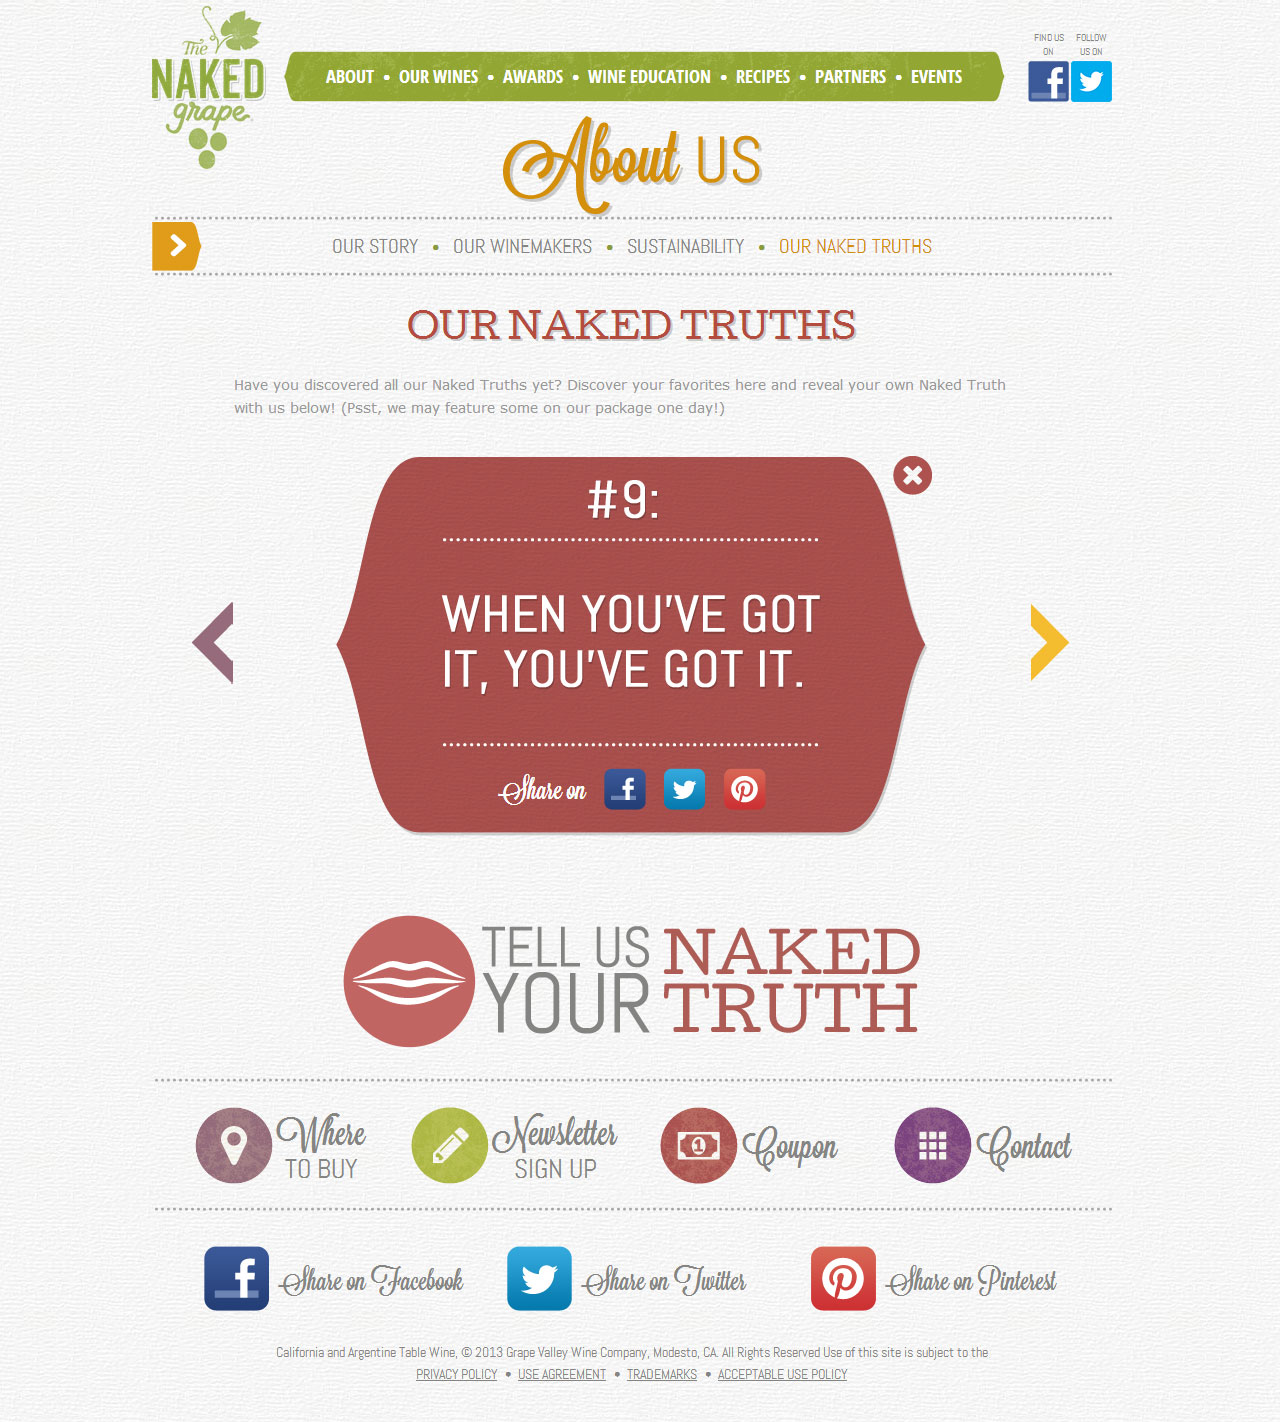 The
NAKED
grape
ABOUT • OUR WINES • AWARDS • WINE EDUCATION • RECIPES • PARTNERS • EVENTS
FIND US
ON
FOLLOW
US ON
About US
OUR STORY • OUR WINEMAKERS • SUSTAINABILITY • OUR NAKED TRUTHS
OUR NAKED TRUTHS
Have you discovered all our Naked Truths yet? Discover your favorites here and reveal your own Naked Truth
with us below! (Psst, we may feature some on our package one day!)
#9:
WHEN YOU'VE GOT
IT, YOU'VE GOT IT.
Share on
TELL US
YOUR
NAKED
TRUTH
Where
TO BUY
Newsletter
SIGN UP
1
Coupon
Contact
Share on Facebook
Share on Twitter
Share on Pinterest
California and Argentine Table Wine, © 2013 Grape Valley Wine Company, Modesto, CA. All Rights Reserved Use of this site is subject to the
PRIVACY POLICY • USE AGREEMENT • TRADEMARKS • ACCEPTABLE USE POLICY